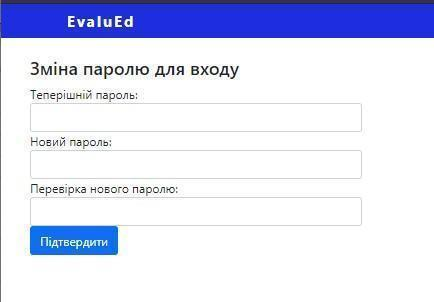 EvaluEd
Зміна паролю для входу
Теперішній пароль:
Новий пароль:
Перевірка нового паролю:
Підтвердити